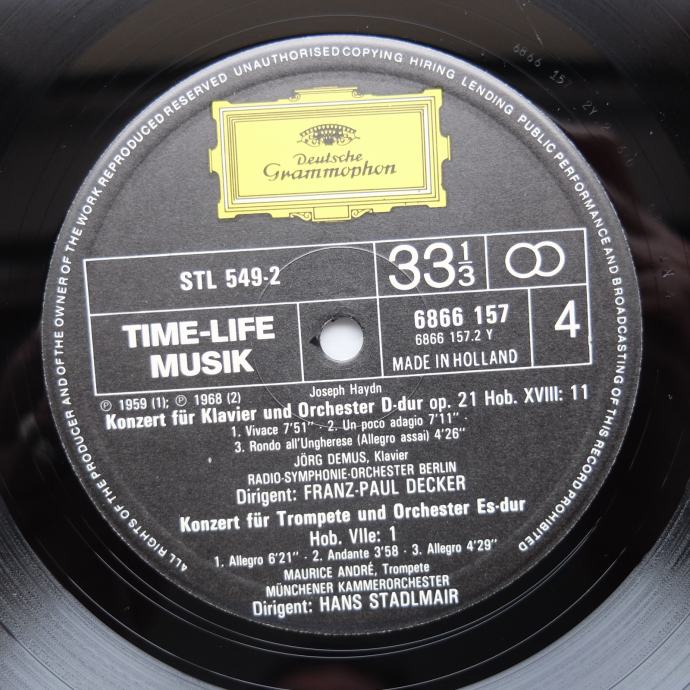 ALL RIGHTS OF THE PRODUCER AND OF THE OWNER OF THE WORK REPRODUCED RESERVED UNAUTHORISED COPYING HIRING LENDING PUBLIC PERFORMANCE AND BROADCASTING OF THIS RECORD PROHIBITED
6866 157 2Y
Deutsche
Grammophon
STL 549-2
33 1/3
TIME-LIFE
MUSIK
6866 157
6866 157.2 Y
MADE IN HOLLAND
4
Joseph Haydn
℗ 1959 (1); ℗ 1968 (2)
Konzert für Klavier und Orchester D-dur op. 21 Hob. XVIII: 11
1. Vivace 7'51" · 2. Un poco adagio 7'11" ·
3. Rondo all'Ungherese (Allegro assai) 4'26"
JÖRG DEMUS, Klavier
RADIO-SYMPHONIE-ORCHESTER BERLIN
Dirigent: FRANZ-PAUL DECKER
Konzert für Trompete und Orchester Es-dur
Hob. VIIe: 1
1. Allegro 6'21" · 2. Andante 3'58 · 3. Allegro 4'29"
MAURICE ANDRÉ, Trompete
MÜNCHENER KAMMERORCHESTER
Dirigent: HANS STADLMAIR